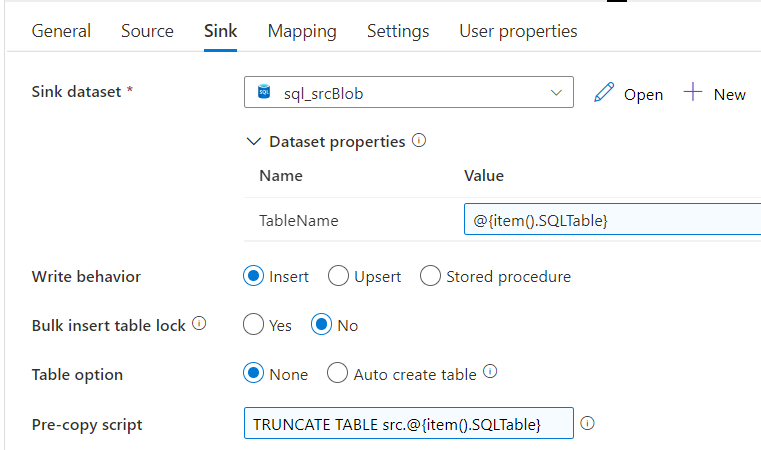 General Source Sink Mapping Settings User properties
Sink dataset * SQL sql_srcBlob Open New
Dataset properties
Name Value
TableName @{item().SQLTable}
Write behavior Insert Upsert Stored procedure
Bulk insert table lock Yes No
Table option None Auto create table
Pre-copy script TRUNCATE TABLE src.@{item().SQLTable}